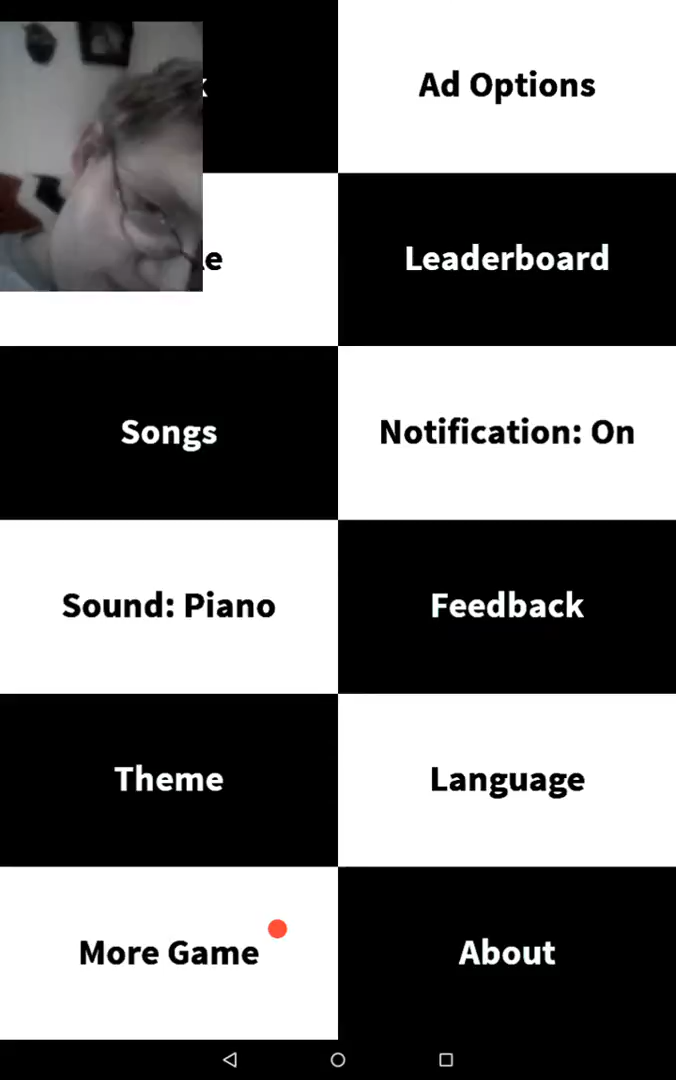 Ad Options
Leaderboard
Songs
Notification: On
Sound: Piano
Feedback
Theme
Language
More Game
About